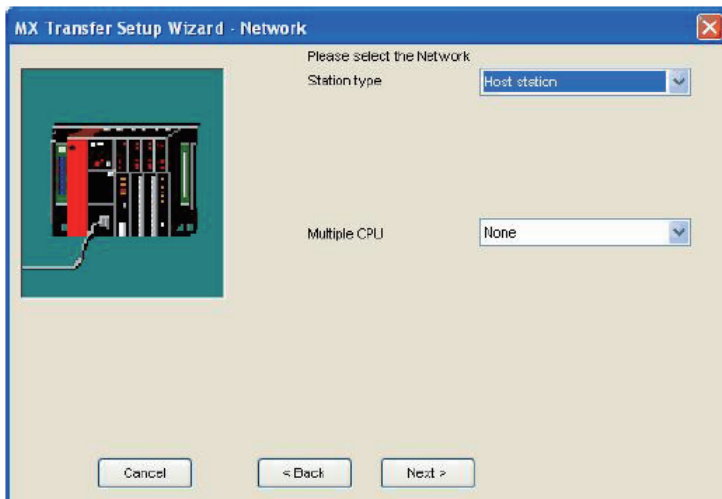 MX Transfer Setup Wizard - Network
Please select the Network
Station type
Host station
Multiple CPU
None
Cancel
< Back
Next >